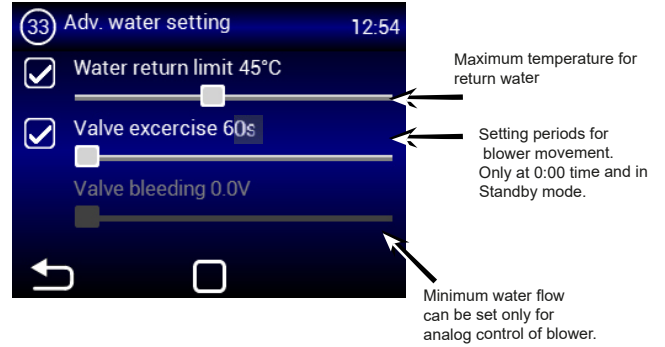 33 Adv. water setting 12:54
Water return limit 45°C
Valve excercise 60s
Valve bleeding 0.0V
Maximum temperature for
return water
Setting periods for
blower movement.
Only at 0:00 time and in
Standby mode.
Minimum water flow
can be set only for
analog control of blower.